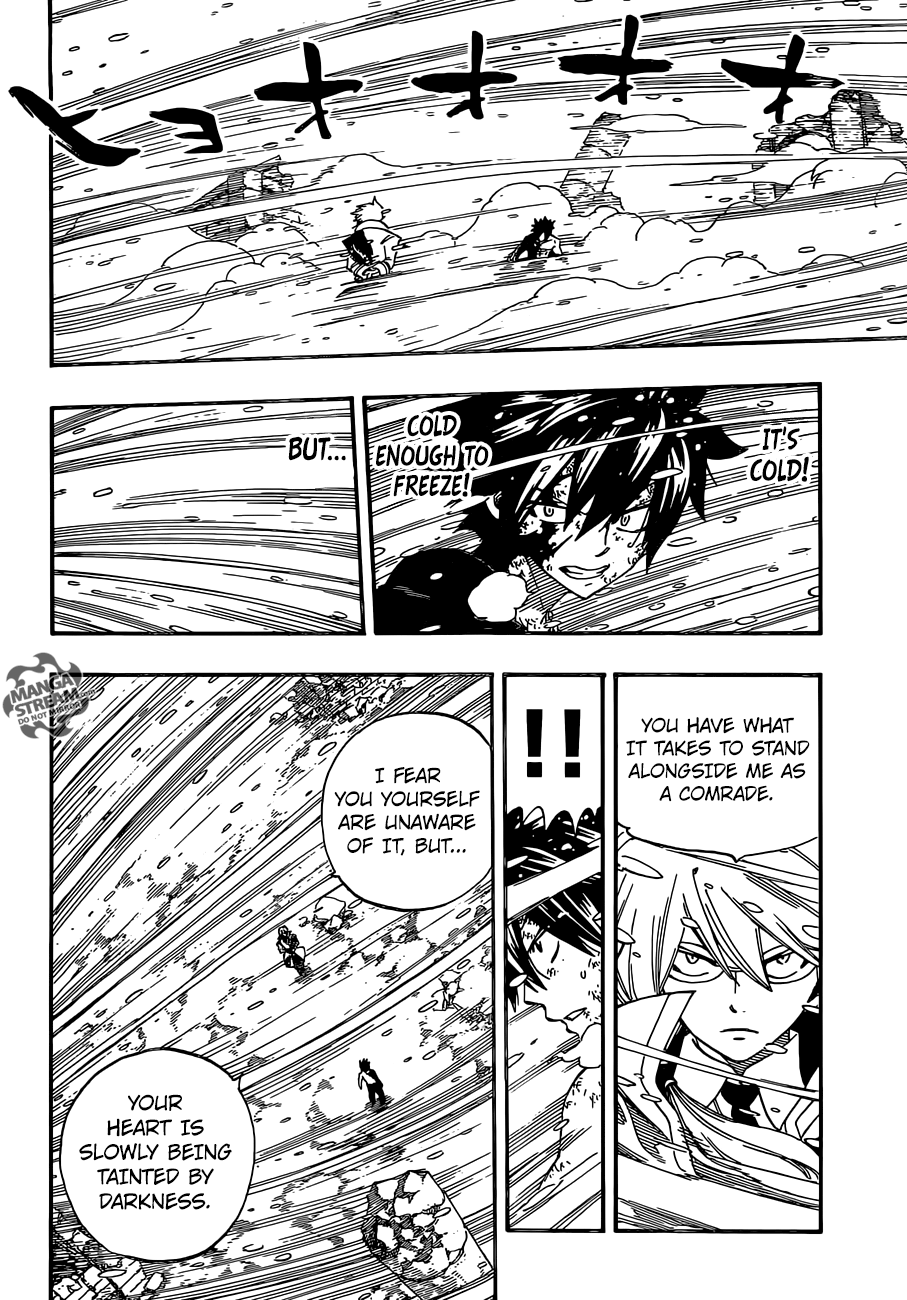 ヒョオオオオ
IT'S
COLD!
COLD
ENOUGH TO
FREEZE!
BUT...
YOU HAVE WHAT
IT TAKES TO STAND
ALONGSIDE ME AS
A COMRADE.
!!
I FEAR
YOU YOURSELF
ARE UNAWARE
OF IT, BUT...
YOUR
HEART IS
SLOWLY BEING
TAINTED BY
DARKNESS.
MANGA
STREAM.com
DO NOT MIRROR